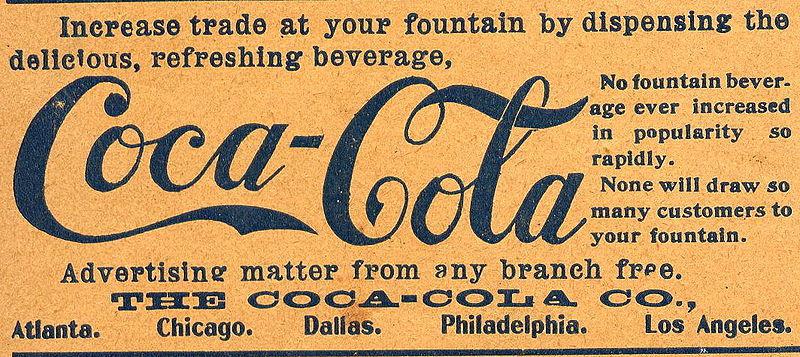 Increase trade at your fountain by dispensing the
delicious, refreshing beverage,
Coca-Cola
No fountain bever-
age ever increased
in popularity so
rapidly.
None will draw so
many customers to
your fountain.
Advertising matter from any branch free.
THE COCA-COLA CO.,
Atlanta. Chicago. Dallas. Philadelphia. Los Angeles.